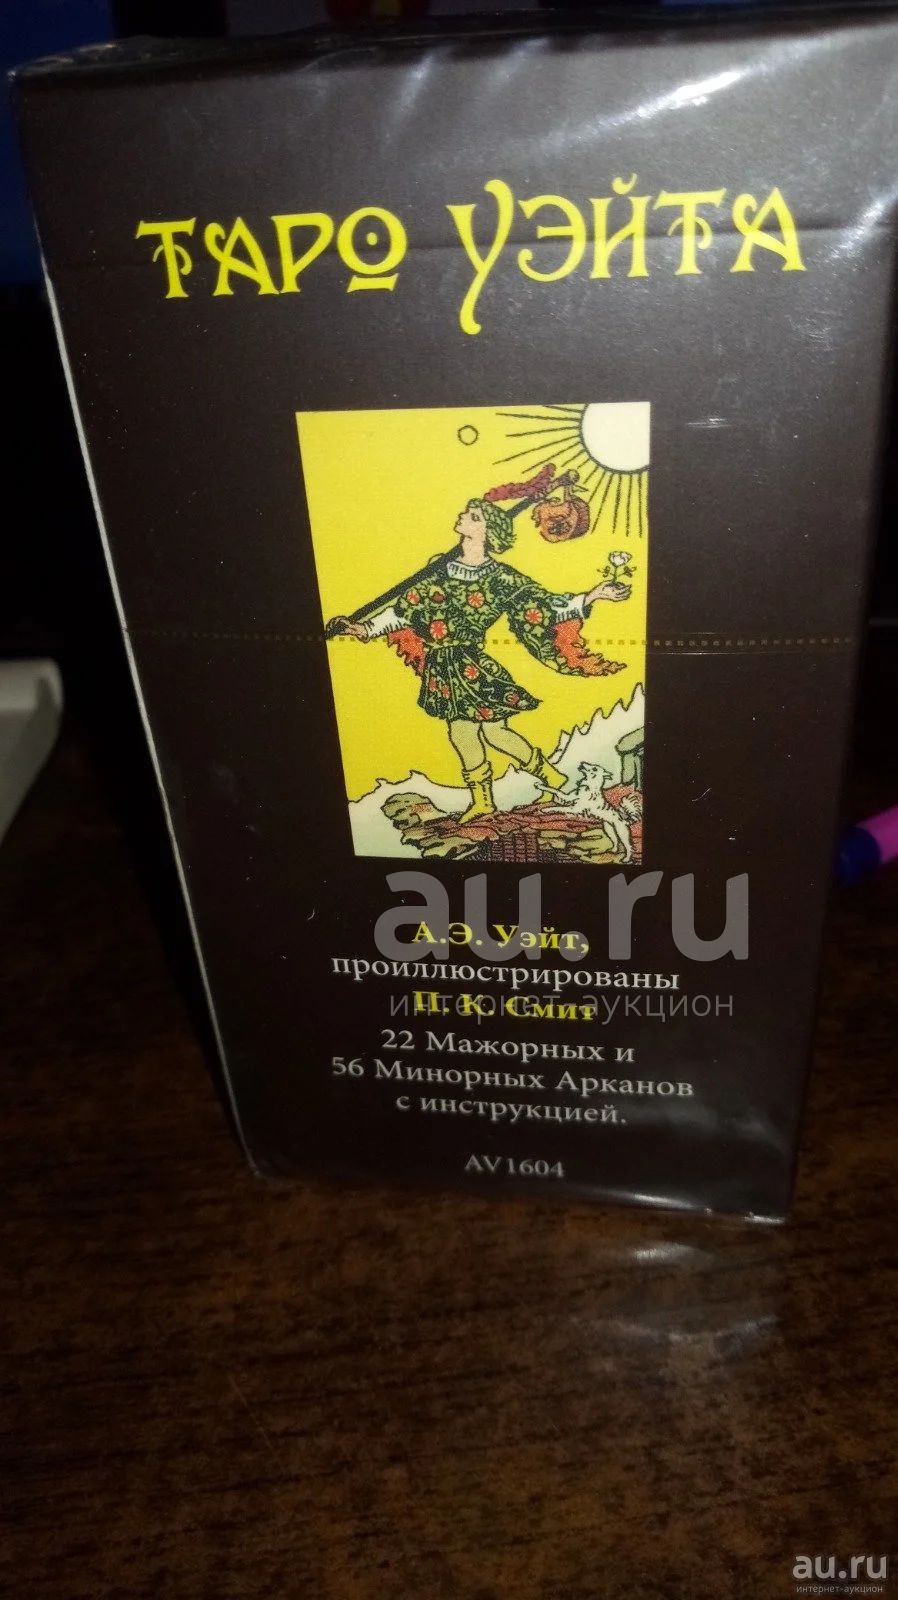 ТАРО УЭЙТА
au.ru
А.Э. Уэйт,
проиллюстрированы
интернет-аукцион
П. К. Смит
22 Мажорных и
56 Минорных Арканов
с инструкцией.
AV1604
au.ru
интернет-аукцион